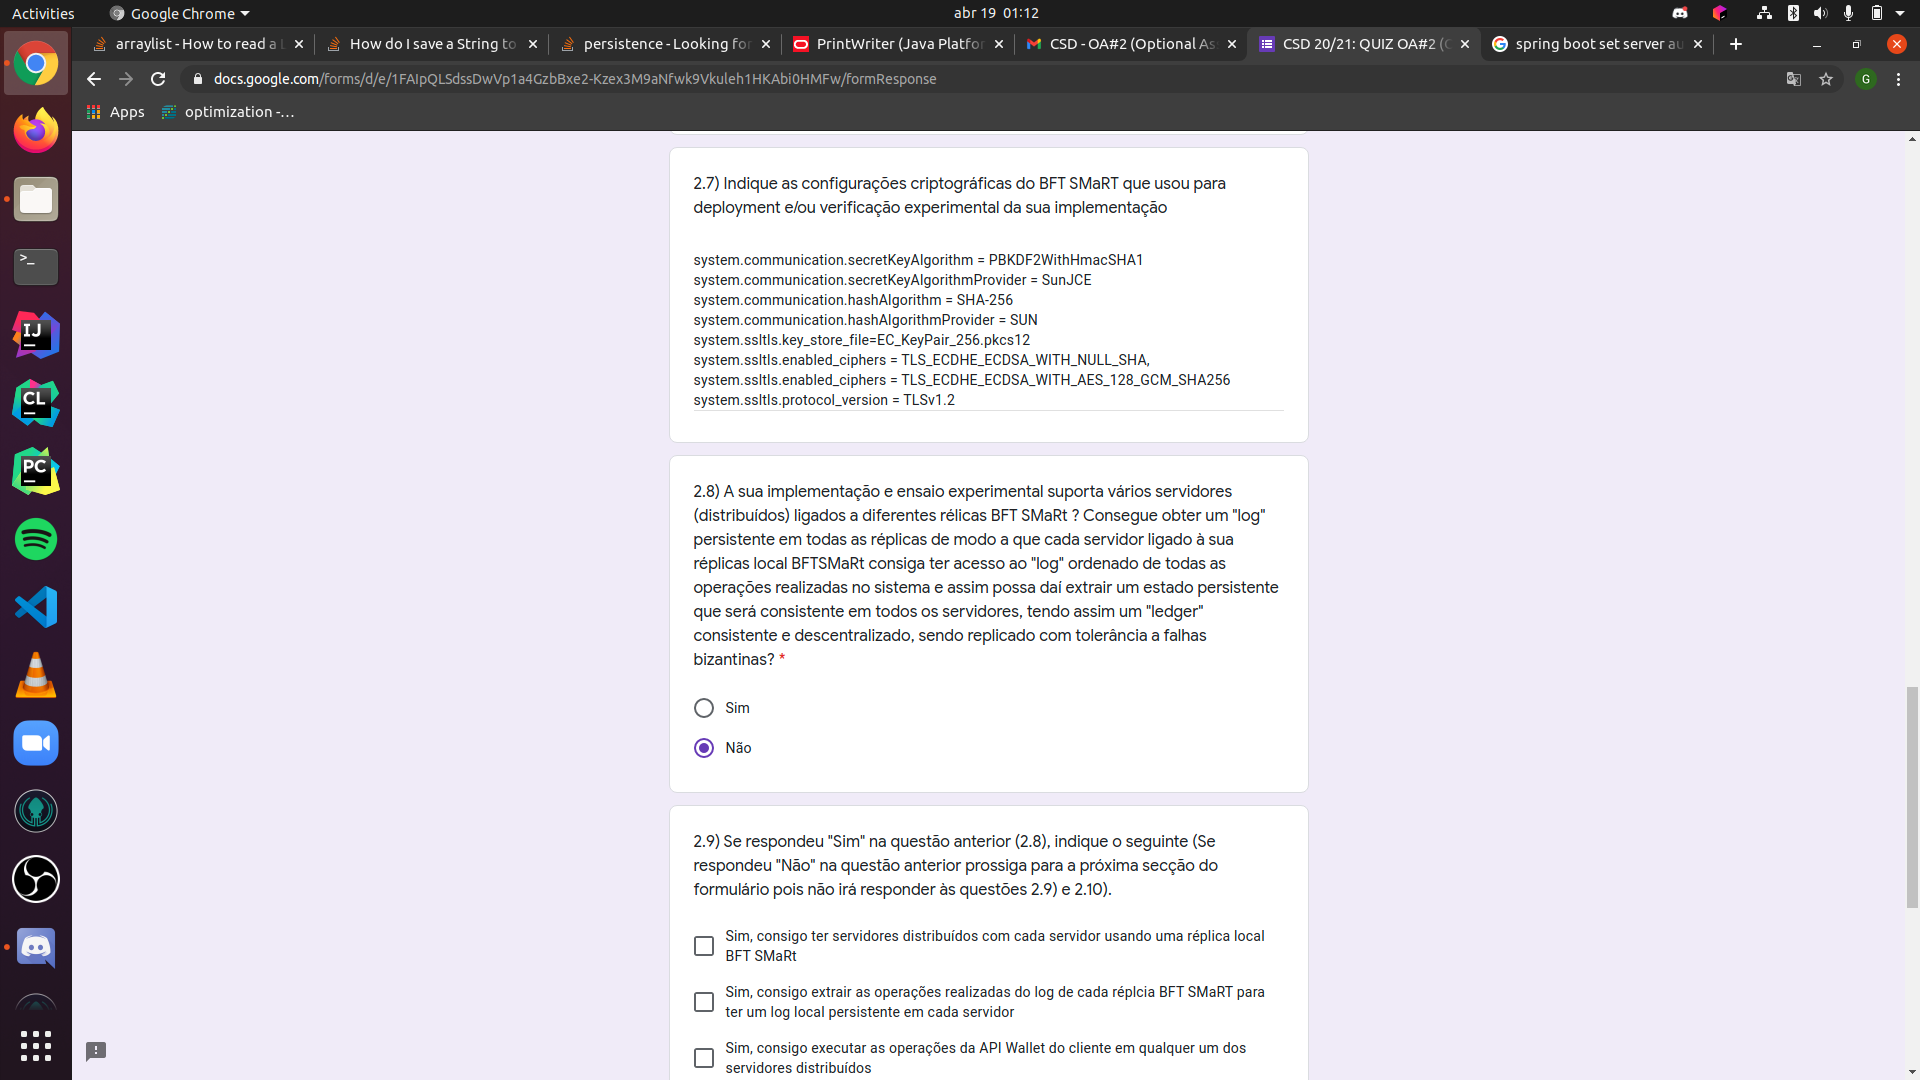 Activities
Google Chrome
abr 19 01:12
arraylist - How to read a L
How do I save a String to
persistence - Looking for
PrintWriter (Java Platfor
CSD - OA#2 (Optional As
CSD 20/21: QUIZ OA#2 (C
spring boot set server au
docs.google.com/forms/d/e/1FAIpQLSdssDwVp1a4GzbBxe2-Kzex3M9aNfwk9Vkuleh1HKAbi0HMFw/formResponse
G
Apps
optimization -...
2.7) Indique as configurações criptográficas do BFT SMaRT que usou para
deployment e/ou verificação experimental da sua implementação
system.communication.secretKeyAlgorithm = PBKDF2WithHmacSHA1
system.communication.secretKeyAlgorithmProvider = SunJCE
system.communication.hashAlgorithm = SHA-256
system.communication.hashAlgorithmProvider = SUN
system.ssltls.key_store_file=EC_KeyPair_256.pkcs12
system.ssltls.enabled_ciphers = TLS_ECDHE_ECDSA_WITH_NULL_SHA,
system.ssltls.enabled_ciphers = TLS_ECDHE_ECDSA_WITH_AES_128_GCM_SHA256
system.ssltls.protocol_version = TLSv1.2
2.8) A sua implementação e ensaio experimental suporta vários servidores
(distribuídos) ligados a diferentes rélicas BFT SMaRt ? Consegue obter um "log"
persistente em todas as réplicas de modo a que cada servidor ligado à sua
réplicas local BFTSMaRt consiga ter acesso ao "log" ordenado de todas as
operações realizadas no sistema e assim possa daí extrair um estado persistente
que será consistente em todos os servidores, tendo assim um "ledger"
consistente e descentralizado, sendo replicado com tolerância a falhas
bizantinas? *
Sim
Não
2.9) Se respondeu "Sim" na questão anterior (2.8), indique o seguinte (Se
respondeu "Não" na questão anterior prossiga para a próxima secção do
formulário pois não irá responder às questões 2.9) e 2.10).
Sim, consigo ter servidores distribuídos com cada servidor usando uma réplica local
BFT SMaRt
Sim, consigo extrair as operações realizadas do log de cada réplcia BFT SMaRT para
ter um log local persistente em cada servidor
Sim, consigo executar as operações da API Wallet do cliente em qualquer um dos
servidores distribuídos
>_
IJ
CL
PC